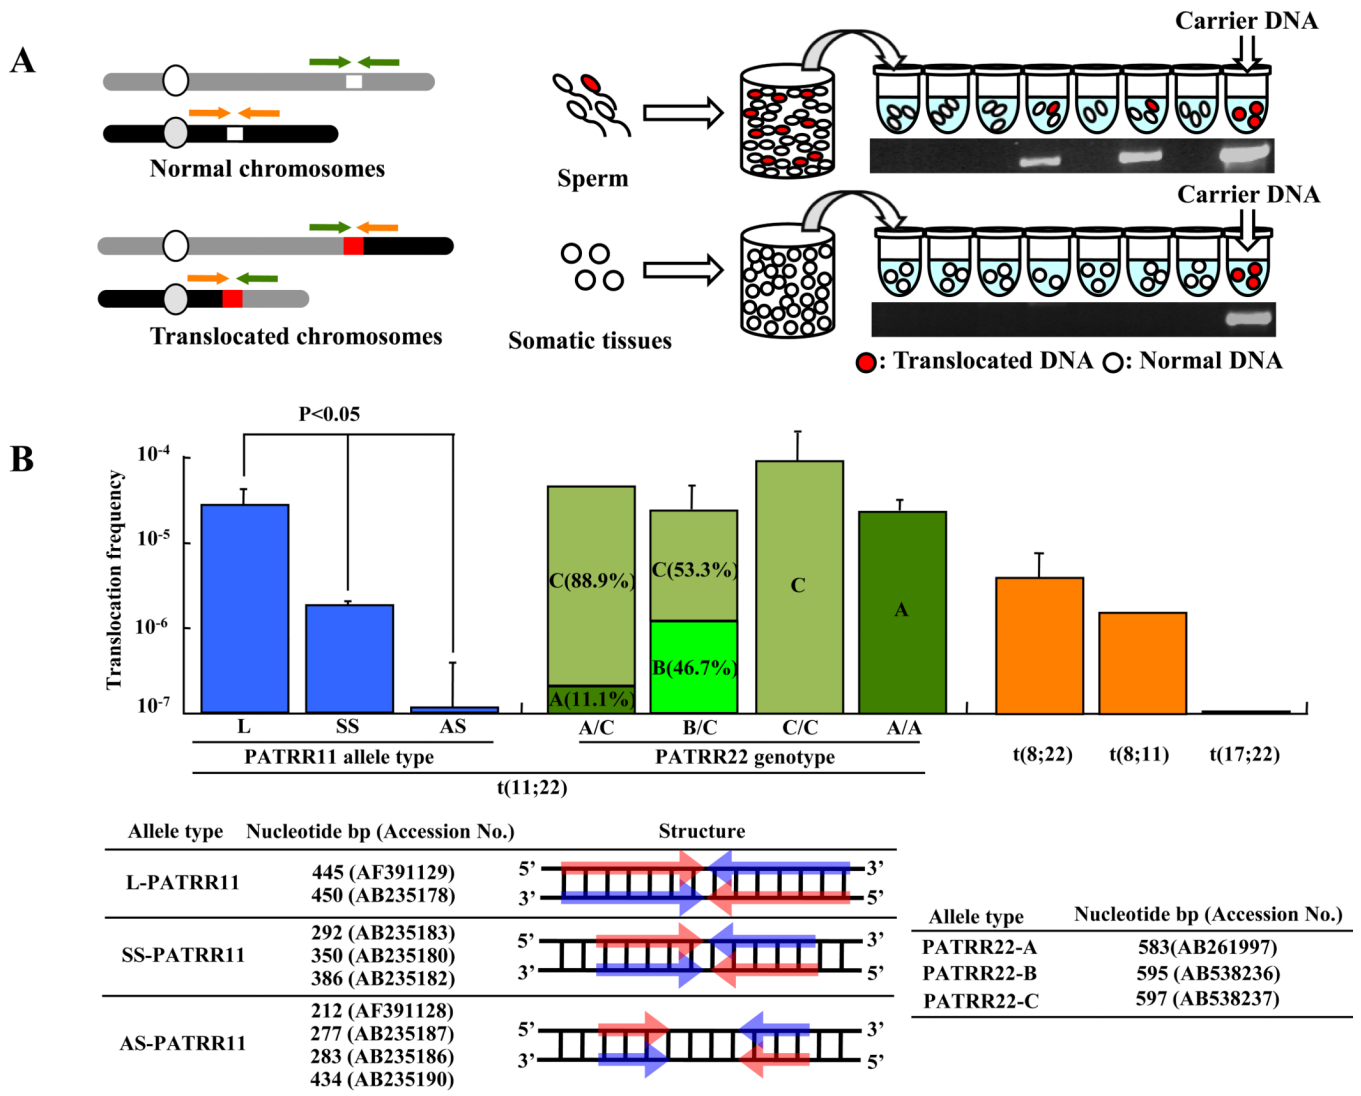 A
Normal chromosomes
Translocated chromosomes
Sperm
Somatic tissues
Carrier DNA
Carrier DNA
: Translocated DNA : Normal DNA
B
P<0.05
Translocation frequency
10-4
10-5
10-6
10-7
C(88.9%)
A(11.1%)
C(53.3%)
B(46.7%)
C
A
L SS AS A/C B/C C/C A/A
PATRR11 allele type PATRR22 genotype
t(11;22)
t(8;22) t(8;11) t(17;22)
Allele type Nucleotide bp (Accession No.) Structure
L-PATRR11
445 (AF391129)
450 (AB235178)
5’ 3’
3’ 5’
SS-PATRR11
292 (AB235183)
350 (AB235180)
386 (AB235182)
5’ 3’
3’ 5’
AS-PATRR11
212 (AF391128)
277 (AB235187)
283 (AB235186)
434 (AB235190)
5’ 3’
3’ 5’
Allele type Nucleotide bp (Accession No.)
PATRR22-A 583(AB261997)
PATRR22-B 595 (AB538236)
PATRR22-C 597 (AB538237)